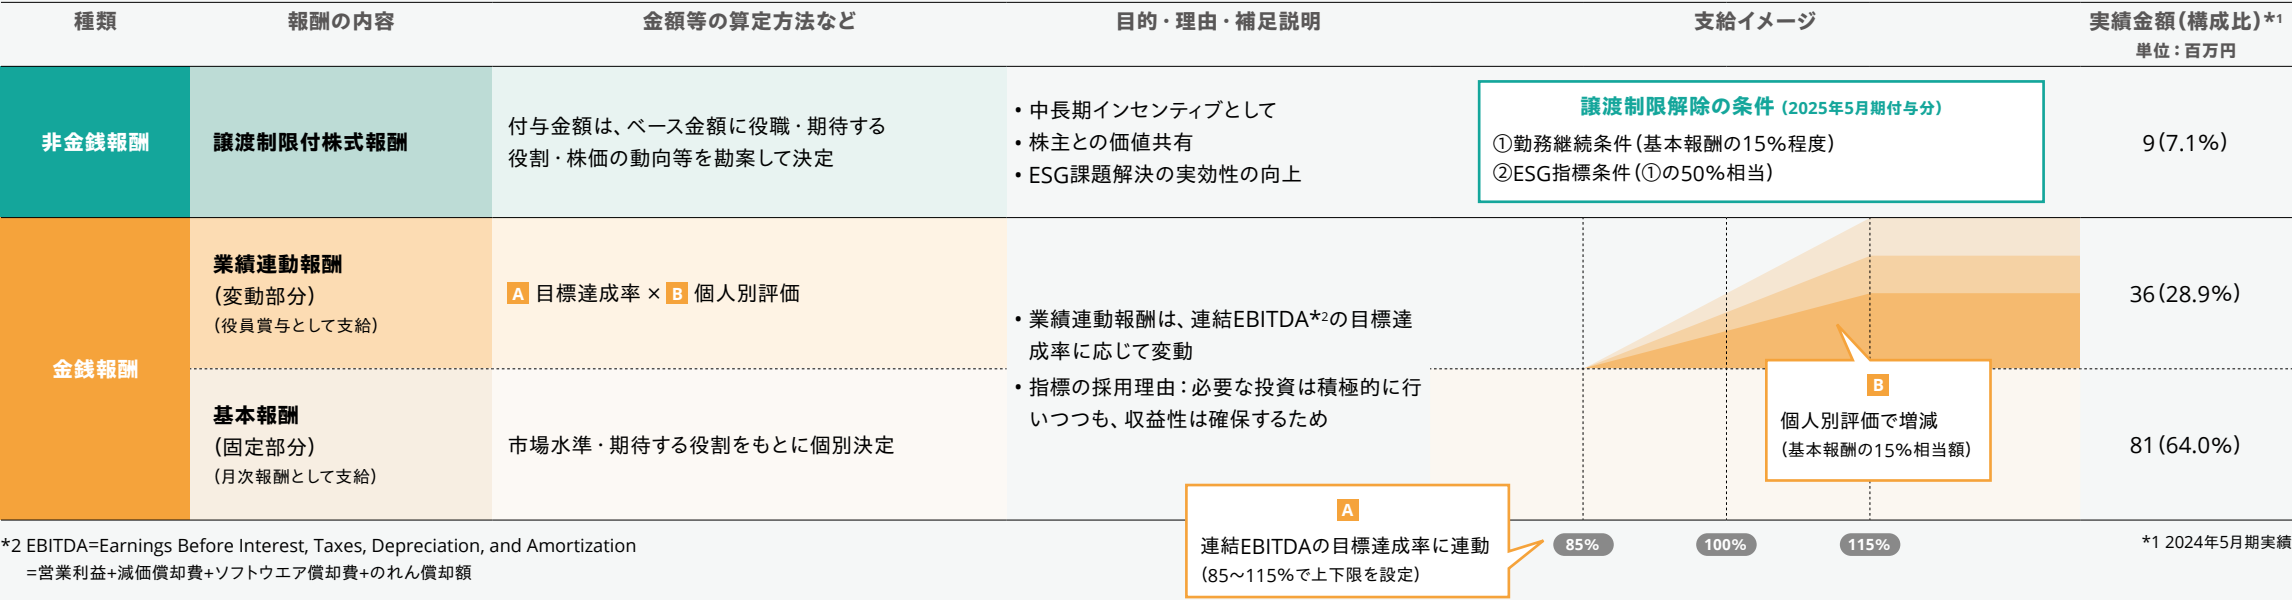 種類
報酬の内容
金額等の算定方法など
目的・理由・補足説明
支給イメージ
実績金額(構成比)*1
単位：百万円
非金銭報酬
譲渡制限付株式報酬
付与金額は、ベース金額に役職・期待する
役割・株価の動向等を勘案して決定
• 中長期インセンティブとして
• 株主との価値共有
• ESG課題解決の実効性の向上
譲渡制限解除の条件（2025年5月期付与分）
①勤務継続条件（基本報酬の15%程度）
②ESG指標条件（①の50%相当）
9(7.1%)
金銭報酬
業績連動報酬
（変動部分）
（役員賞与として支給）
A 目標達成率 × B 個人別評価
• 業績連動報酬は、連結EBITDA*2の目標達
成率に応じて変動
• 指標の採用理由：必要な投資は積極的に行
いつつも、収益性は確保するため
36(28.9%)
基本報酬
（固定部分）
（月次報酬として支給）
市場水準・期待する役割をもとに個別決定
B
個人別評価で増減
（基本報酬の15%相当額）
81(64.0%)
A
連結EBITDAの目標達成率に連動
（85～115%で上下限を設定）
85%
100%
115%
*2 EBITDA=Earnings Before Interest, Taxes, Depreciation, and Amortization
=営業利益+減価償却費+ソフトウエア償却費+のれん償却額
*1 2024年5月期実績